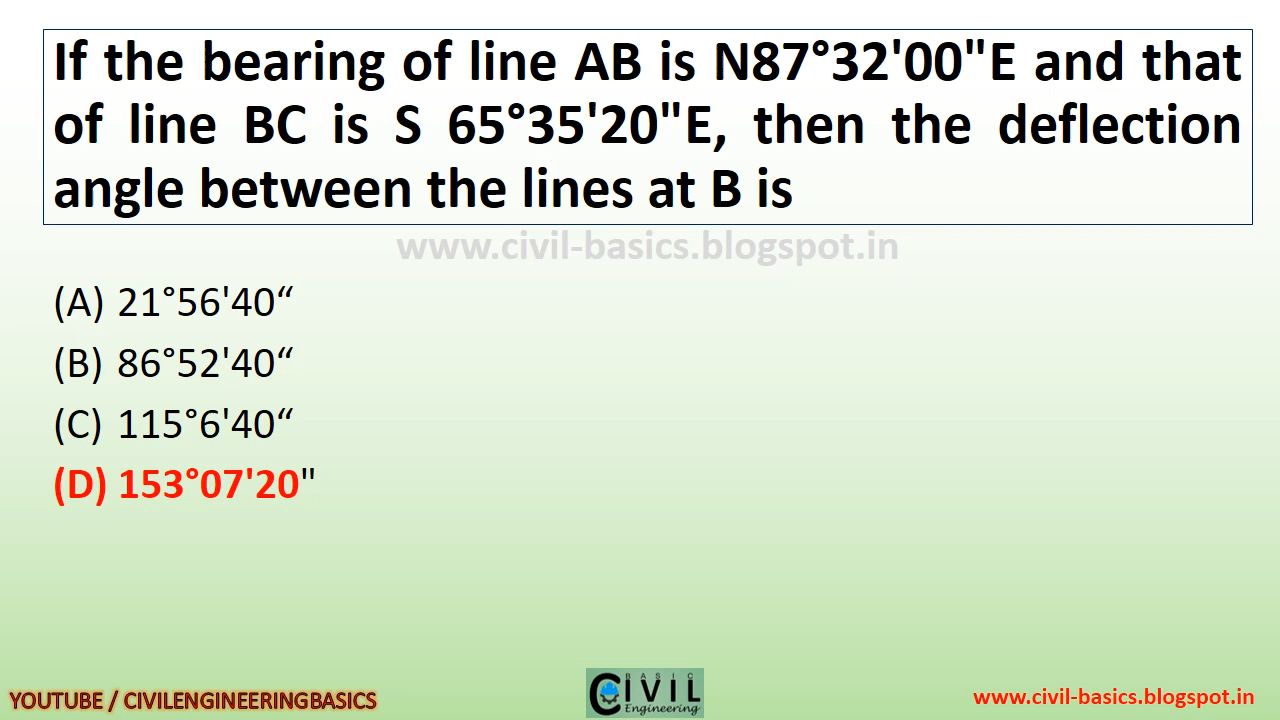 If the bearing of line AB is N87°32'00"E and that
of line BC is S 65°35'20"E, then the deflection
angle between the lines at B is
www.civil-basics.blogspot.in
(A) 21°56'40“
(B) 86°52'40“
(C) 115°6'40“
(D) 153°07'20"
YOUTUBE / CIVILENGINEERINGBASICS
BASIC
CIVIL
Engineering
www.civil-basics.blogspot.in